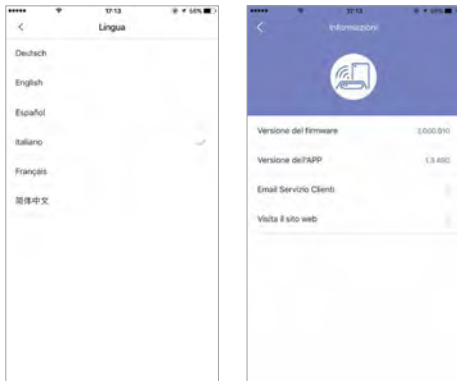 17:13
Lingua
Deutsch
English
Español
Italiano
Français
简体中文
17:13
Informazioni
Versione del firmware
Versione dell'APP
Email Servizio Clienti
Visita il sito web